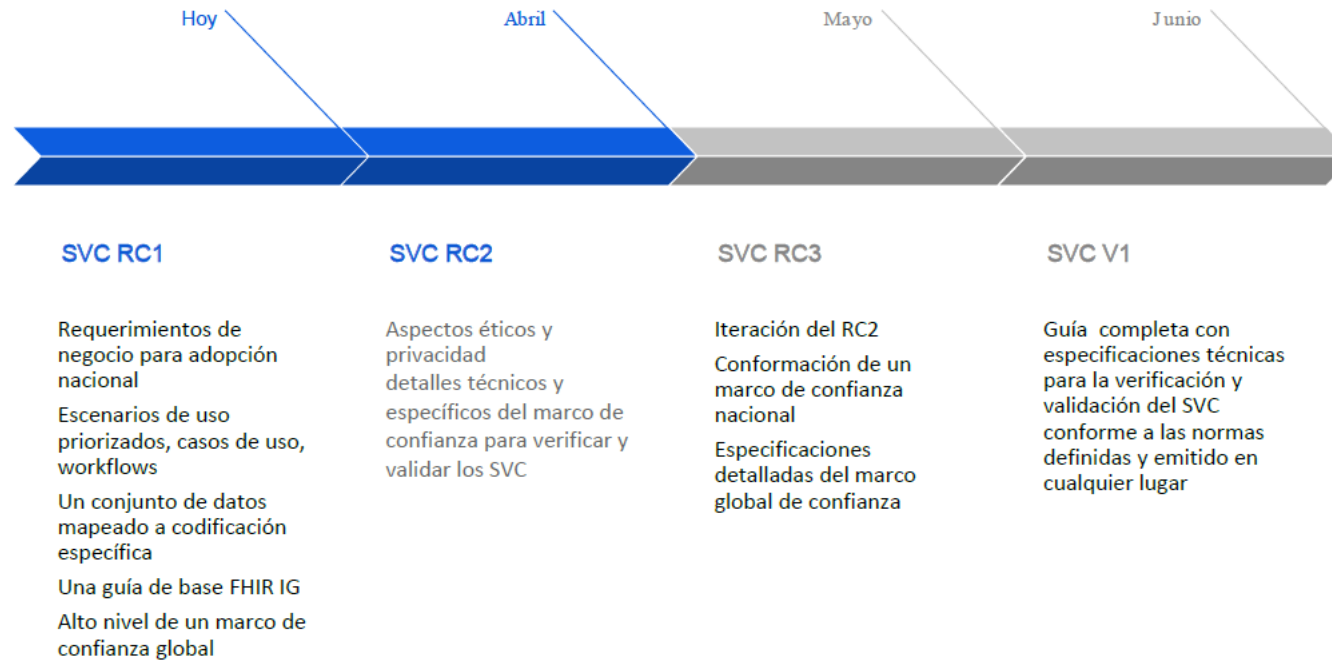 Hoy
Abril
Mayo
Junio
SVC RC1
Requerimientos de
negocio para adopción
nacional
Escenarios de uso
priorizados, casos de uso,
workflows
Un conjunto de datos
mapeado a codificación
específica
Una guía de base FHIR IG
Alto nivel de un marco de
confianza global
SVC RC2
Aspectos éticos y
privacidad
detalles técnicos y
específicos del marco de
confianza para verificar y
validar los SVC
SVC RC3
Iteración del RC2
Conformación de un
marco de confianza
nacional
Especificaciones
detalladas del marco
global de confianza
SVC V1
Guía completa con
especificaciones técnicas
para la verificación y
validación del SVC
conforme a las normas
definidas y emitido en
cualquier lugar